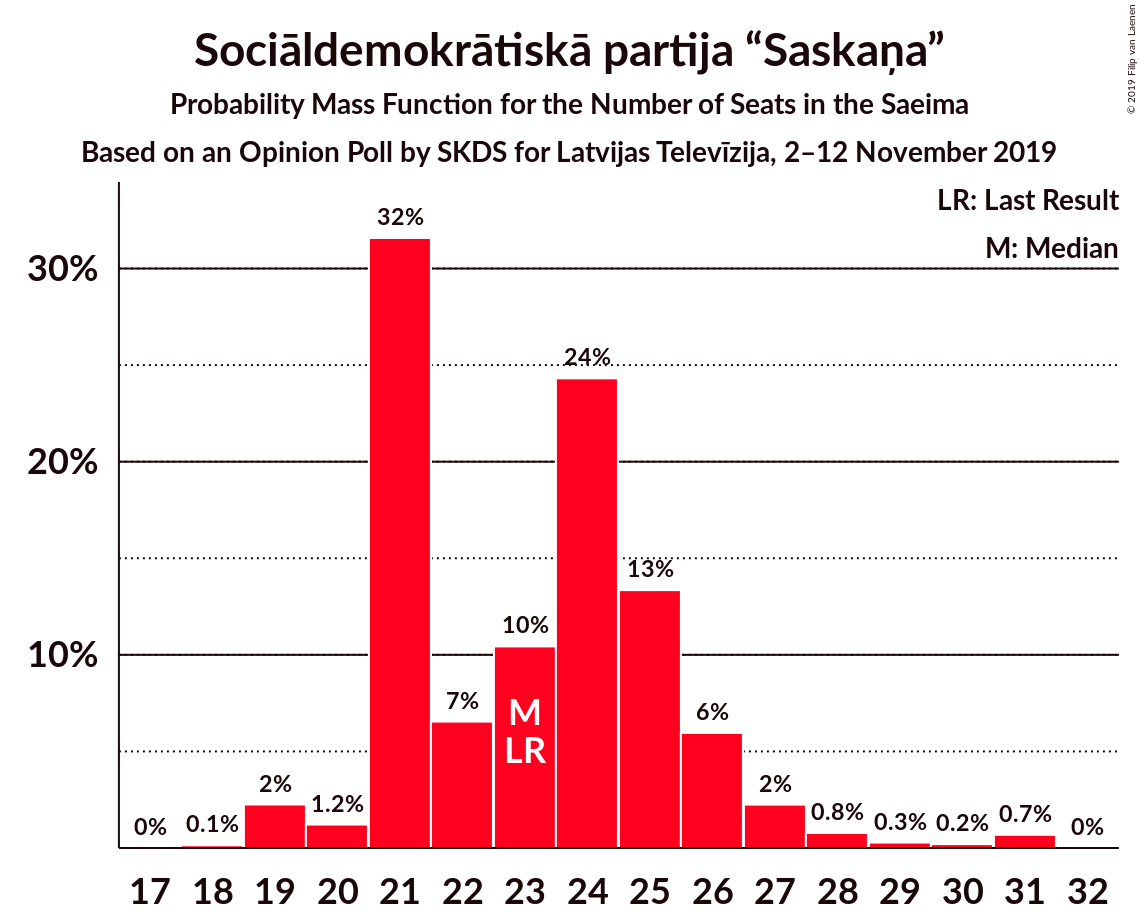 Sociāldemokrātiskā partija “Saskaņa”
Probability Mass Function for the Number of Seats in the Saeima
Based on an Opinion Poll by SKDS for Latvijas Televīzija, 2–12 November 2019
© 2019 Filip van Laenen
LR: Last Result
M: Median
30%
20%
10%
0%
0.1%
2%
1.2%
32%
7%
10%
M
LR
24%
13%
6%
2%
0.8%
0.3%
0.2%
0.7%
0%
17 18 19 20 21 22 23 24 25 26 27 28 29 30 31 32